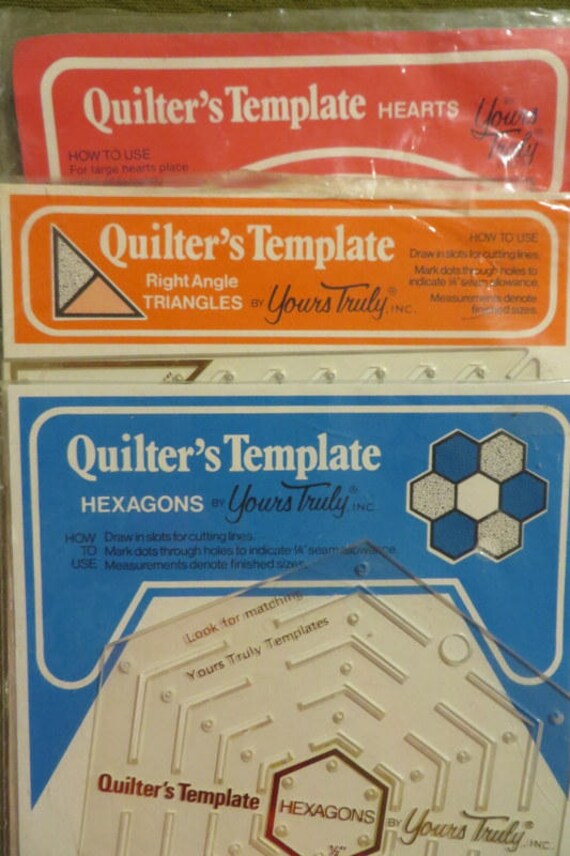 Quilter's Template HEARTS Yours Truly®
HOW TO USE
For large hearts place
Quilter's Template
Right Angle
TRIANGLES BY Yours Truly®, INC.
HOW TO USE
Draw in slots for cutting lines.
Mark dots through holes to
indicate ¼" seam allowance.
Measurements denote
finished sizes.
Quilter's Template
HEXAGONS BY Yours Truly®, INC.
HOW TO USE
Draw in slots for cutting lines.
Mark dots through holes to indicate ¼" seam allowance
Measurements denote finished sizes.
Look for matching
Yours Truly Templates
Quilter's Template HEXAGONS BY Yours Truly®, INC.